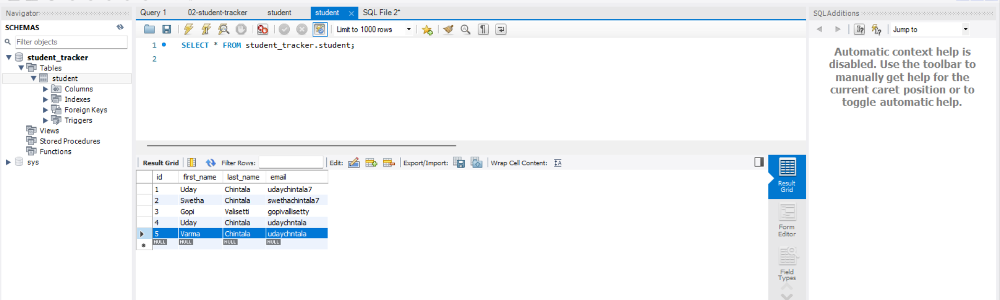 Navigator
Query 1 02-student-tracker student student × SQL File 2*
SQLAdditions
SCHEMAS
Filter objects
Limit to 1000 rows
Jump to
student_tracker
Tables
student
Columns
Indexes
Foreign Keys
Triggers
Views
Stored Procedures
Functions
sys
1 SELECT * FROM student_tracker.student;
2
Automatic context help is
disabled. Use the toolbar to
manually get help for the
current caret position or to
toggle automatic help.
Result Grid Filter Rows: Edit: Export/Import: Wrap Cell Content:
id first_name last_name email
1 Uday Chintala udaychintala7
2 Swetha Chintala swethachintala7
3 Gopi Valisetti gopivallisetty
4 Uday Chintala udaychntala
5 Varma Chintala udaychntala
NULL NULL NULL NULL
Result
Grid
Form
Editor
Field
Types